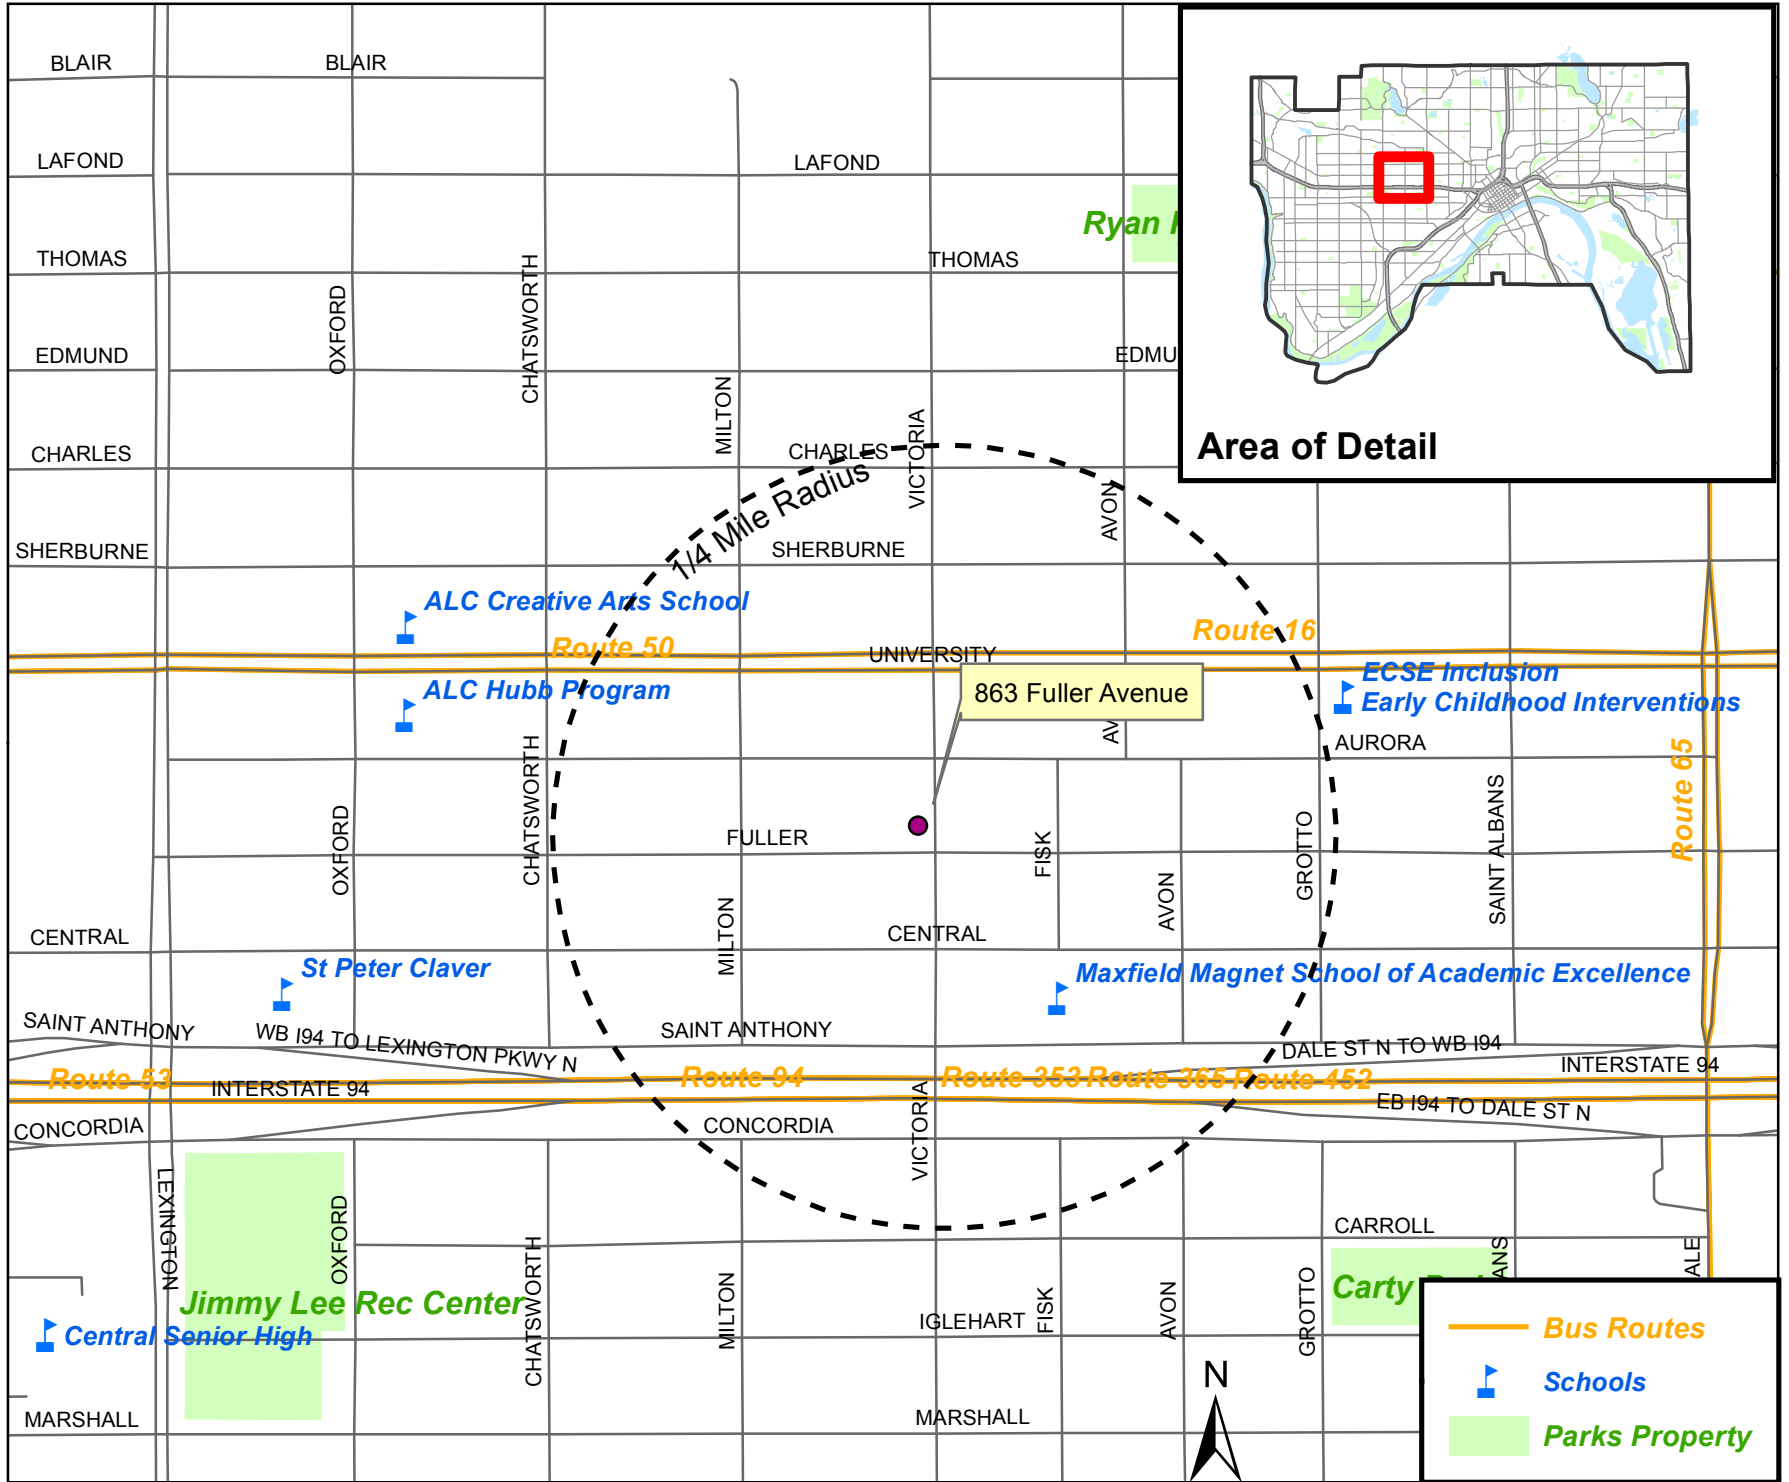 BLAIR
BLAIR
LAFOND
LAFOND
Ryan
THOMAS
THOMAS
OXFORD
CHATSWORTH
EDMUND
EDMU
MILTON
VICTORIA
CHARLES
CHARLES
Area of Detail
1/4 Mile Radius
AVON
SHERBURNE
SHERBURNE
ALC Creative Arts School
Route 50
Route 16
UNIVERSITY
ECSE Inclusion
Early Childhood Interventions
ALC Hubb Program
863 Fuller Avenue
AV
AURORA
Route 65
CHATSWORTH
OXFORD
FULLER
FISK
GROTTO
SAINT ALBANS
AVON
MILTON
CENTRAL
CENTRAL
St Peter Claver
Maxfield Magnet School of Academic Excellence
SAINT ANTHONY
WB I94 TO LEXINGTON PKWY N
SAINT ANTHONY
DALE ST N TO WB I94
INTERSTATE 94
Route 53
INTERSTATE 94
Route 94
Route 353
Route 365
Route 452
EB I94 TO DALE ST N
CONCORDIA
CONCORDIA
VICTORIA
LEXINGTON
OXFORD
CHATSWORTH
CARROLL
ANS
ALE
Jimmy Lee Rec Center
Carty
MILTON
IGLEHART
FISK
AVON
GROTTO
Central Senior High
N
MARSHALL
MARSHALL
Bus Routes
Schools
Parks Property